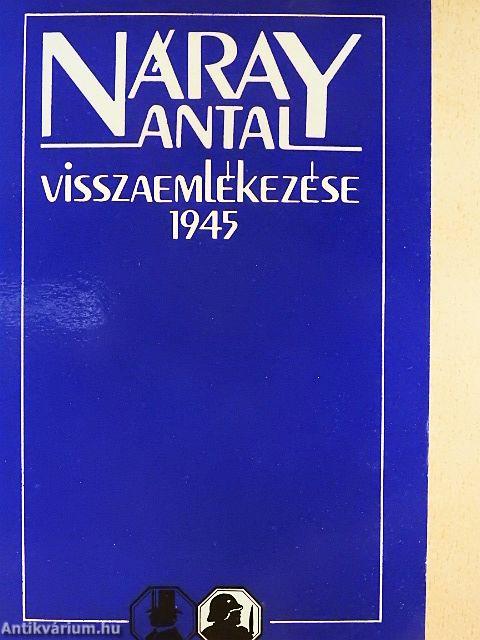 NÁRAY
ANTAL
VISSZAEMLÉKEZÉSE
1945
Antikvárium.hu